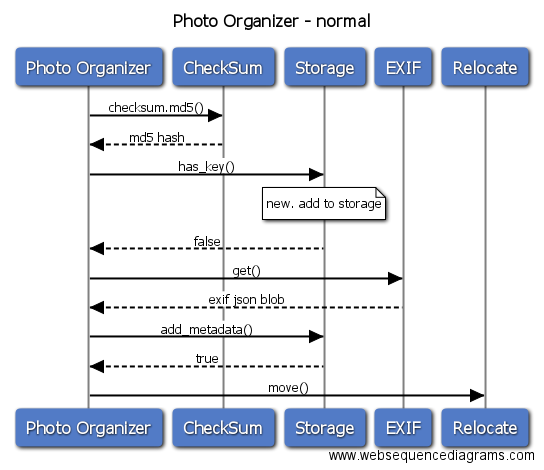 Photo Organizer - normal
Photo Organizer CheckSum Storage EXIF Relocate
checksum.md5()
md5 hash
has_key()
new. add to storage
false
get()
exif json blob
add_metadata()
true
move()
Photo Organizer CheckSum Storage EXIF Relocate
www.websequencediagrams.com